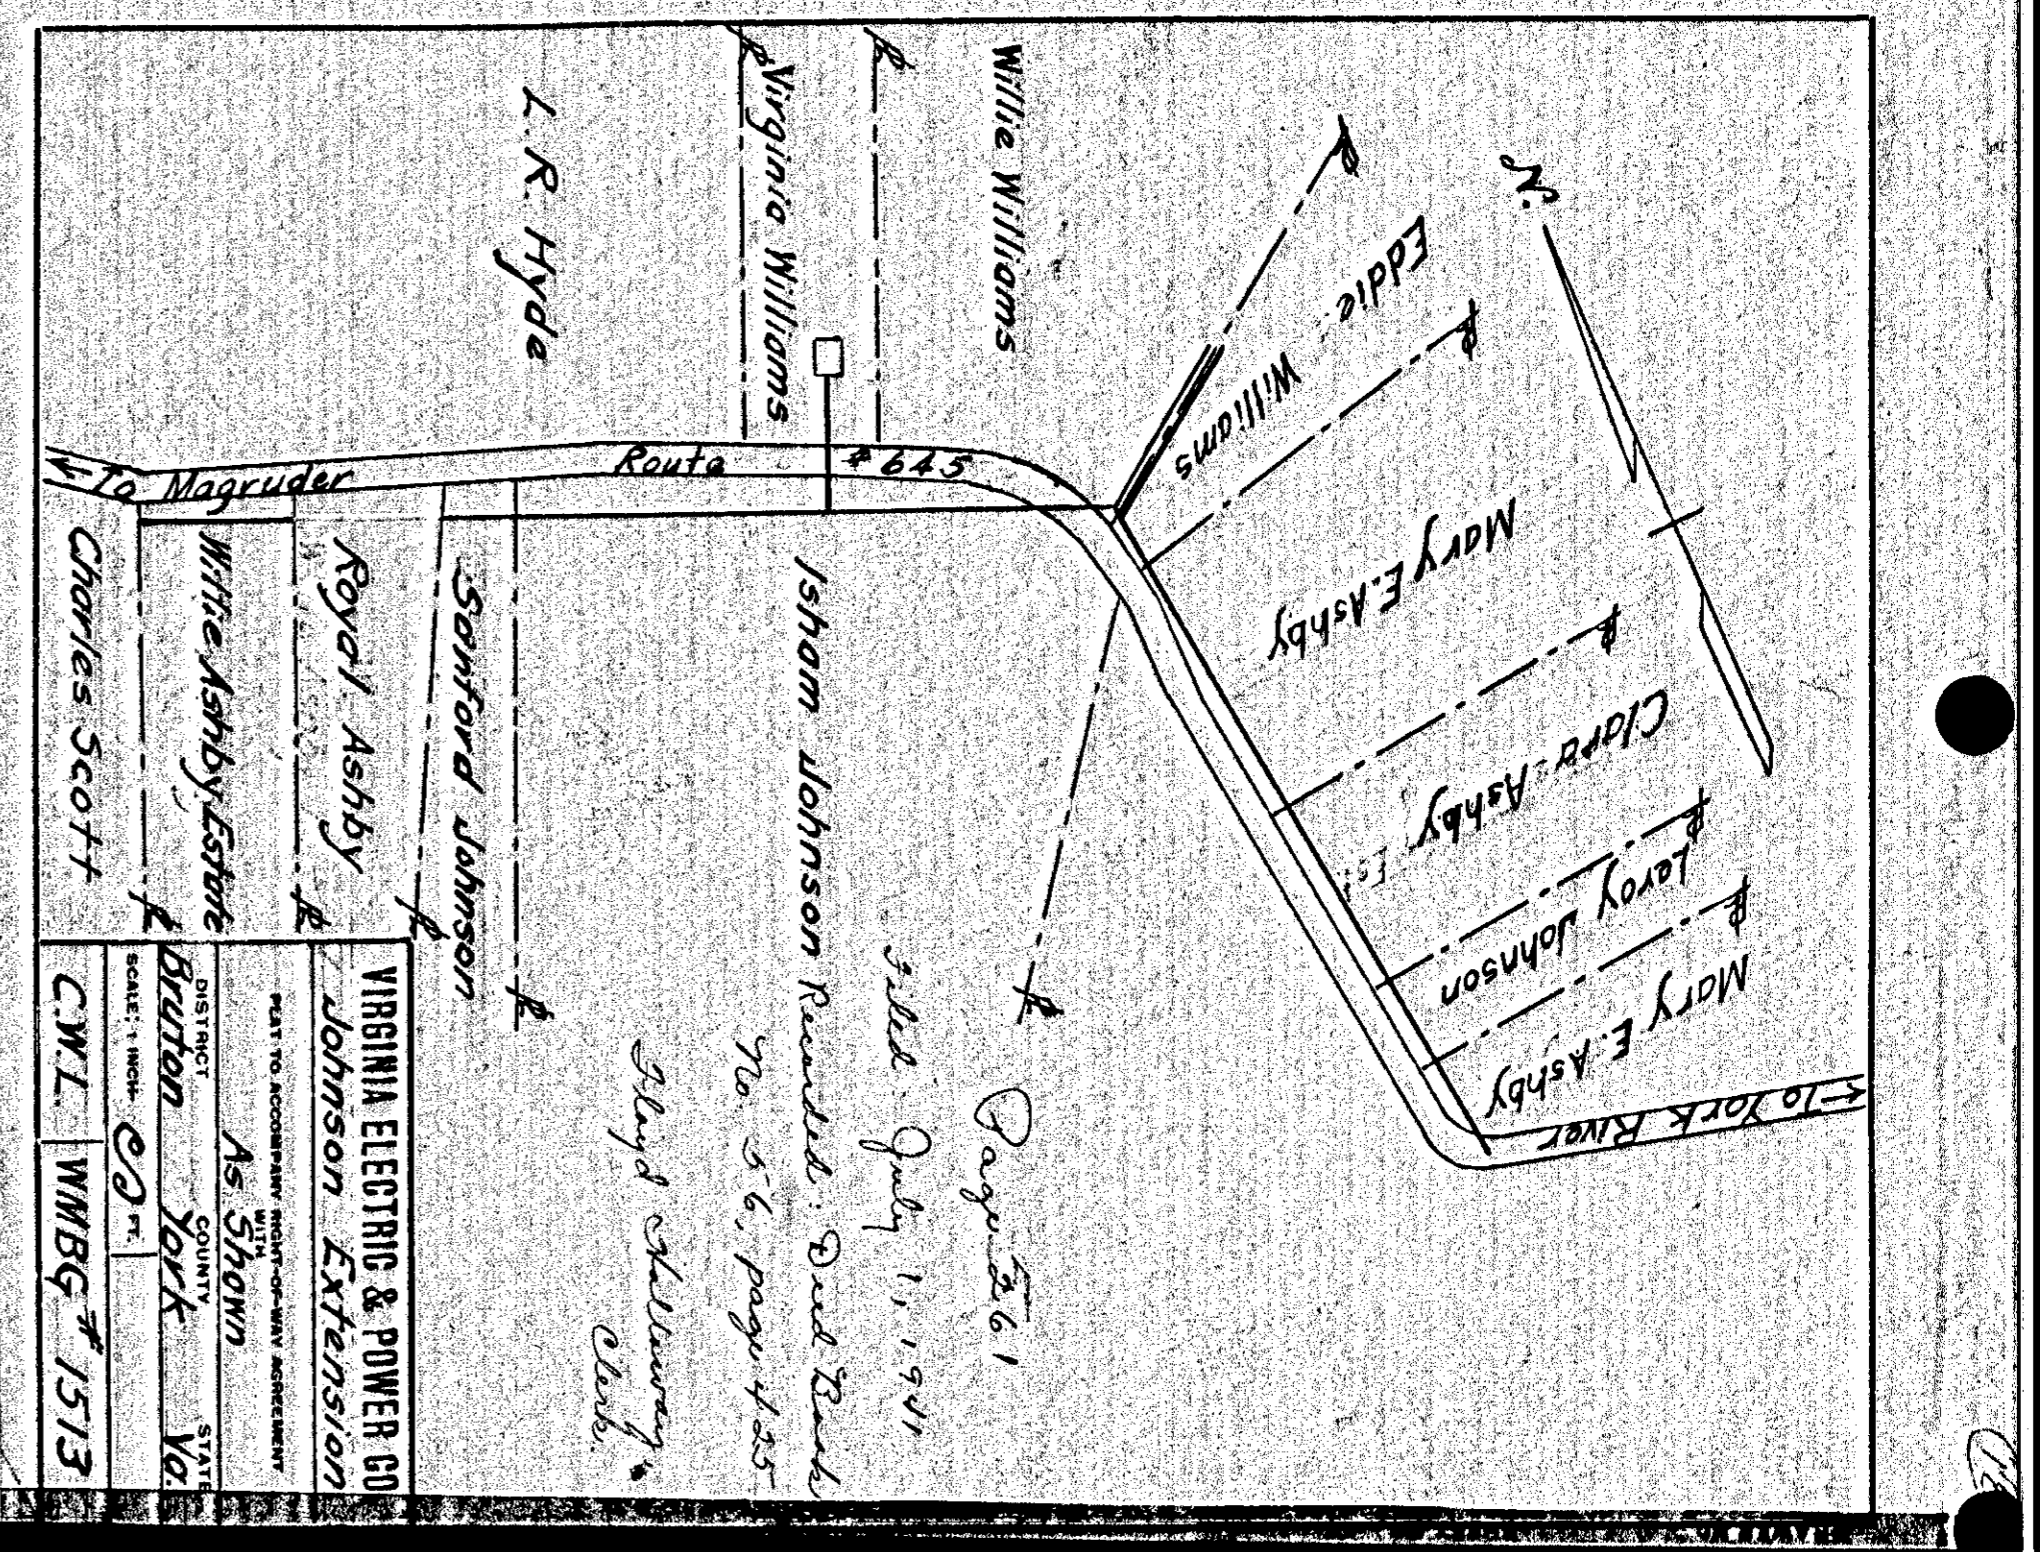 N.
Willie Williams
Virginia Williams
L. R. Hyde
Eddie Williams
Mary E. Ashby
Clara Ashby
Leroy Johnson
Mary E. Ashby
← To York River
Route #645
← To Magruder
Isham Johnson
Sanford Johnson
Royal Ashby
Willie Ashby Estate
Charles Scott
Page 261
Filed July 11, 1941
Recorded: Deed Book
No. 56, page 425
Floyd Holloway
Clerk.
VIRGINIA ELECTRIC & POWER CO
Johnson Extension
PLAT TO ACCOMPANY RIGHT-OF-WAY AGREEMENT
WITH
As Shown
DISTRICT COUNTY STATE
Bruton York Va.
SCALE: 1 INCH FT.
C.W.L. WMBG # 1513